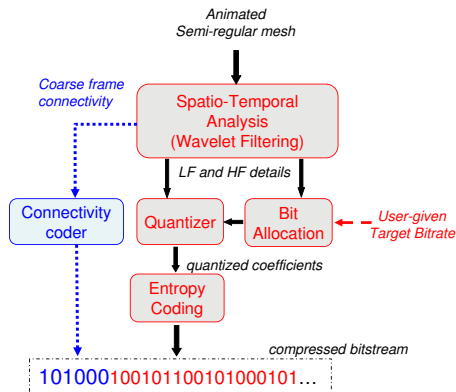 Animated
Semi-regular mesh
Coarse frame
connectivity
Spatio-Temporal
Analysis
(Wavelet Filtering)
LF and HF details
Connectivity
coder
Quantizer
Bit
Allocation
User-given
Target Bitrate
quantized coefficients
Entropy
Coding
compressed bitstream
101000100101100101000101...